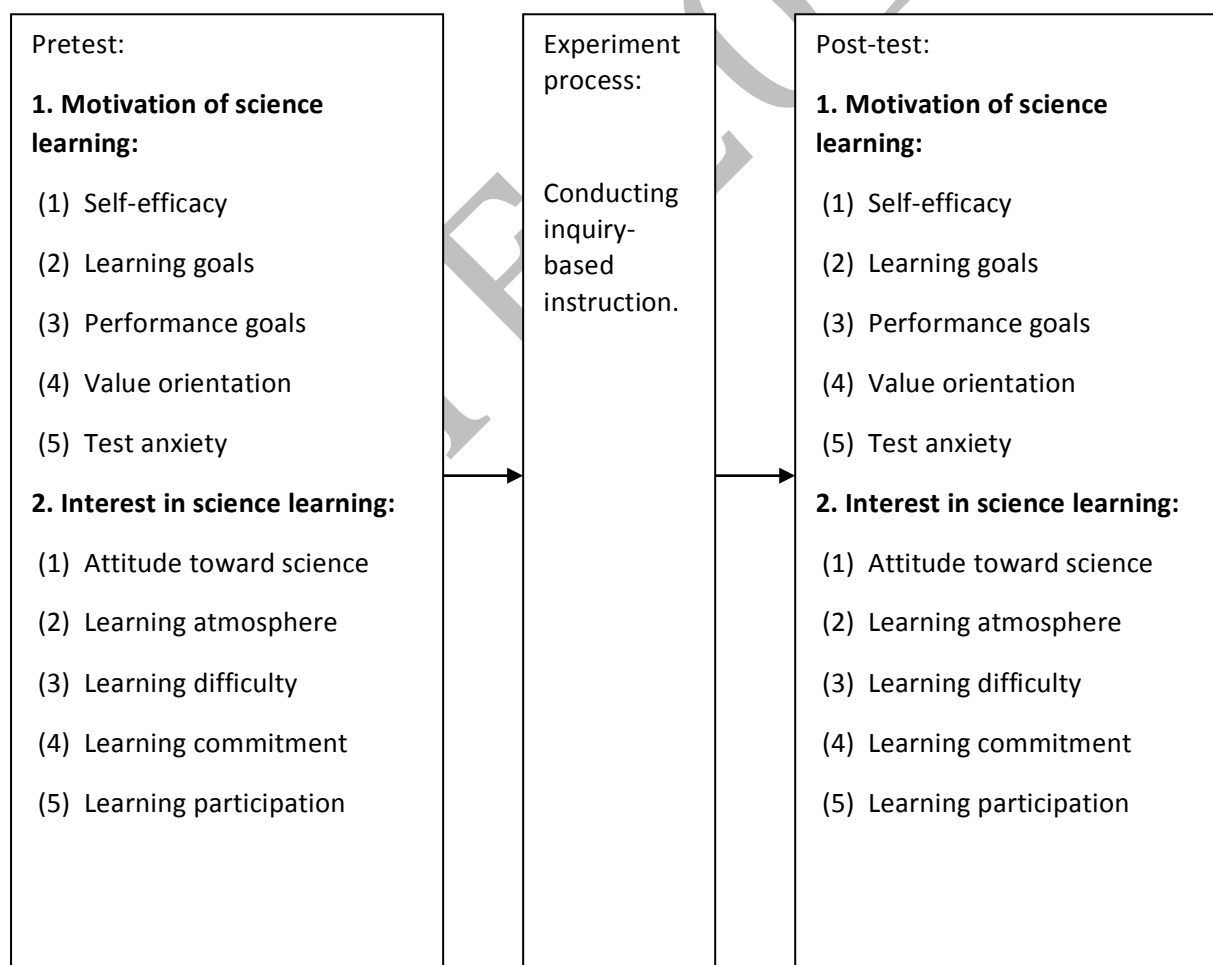 Pretest:
1. Motivation of science
learning:
(1) Self-efficacy
(2) Learning goals
(3) Performance goals
(4) Value orientation
(5) Test anxiety
2. Interest in science learning:
(1) Attitude toward science
(2) Learning atmosphere
(3) Learning difficulty
(4) Learning commitment
(5) Learning participation
Experiment
process:
Conducting
inquiry-
based
instruction.
Post-test:
1. Motivation of science
learning:
(1) Self-efficacy
(2) Learning goals
(3) Performance goals
(4) Value orientation
(5) Test anxiety
2. Interest in science learning:
(1) Attitude toward science
(2) Learning atmosphere
(3) Learning difficulty
(4) Learning commitment
(5) Learning participation